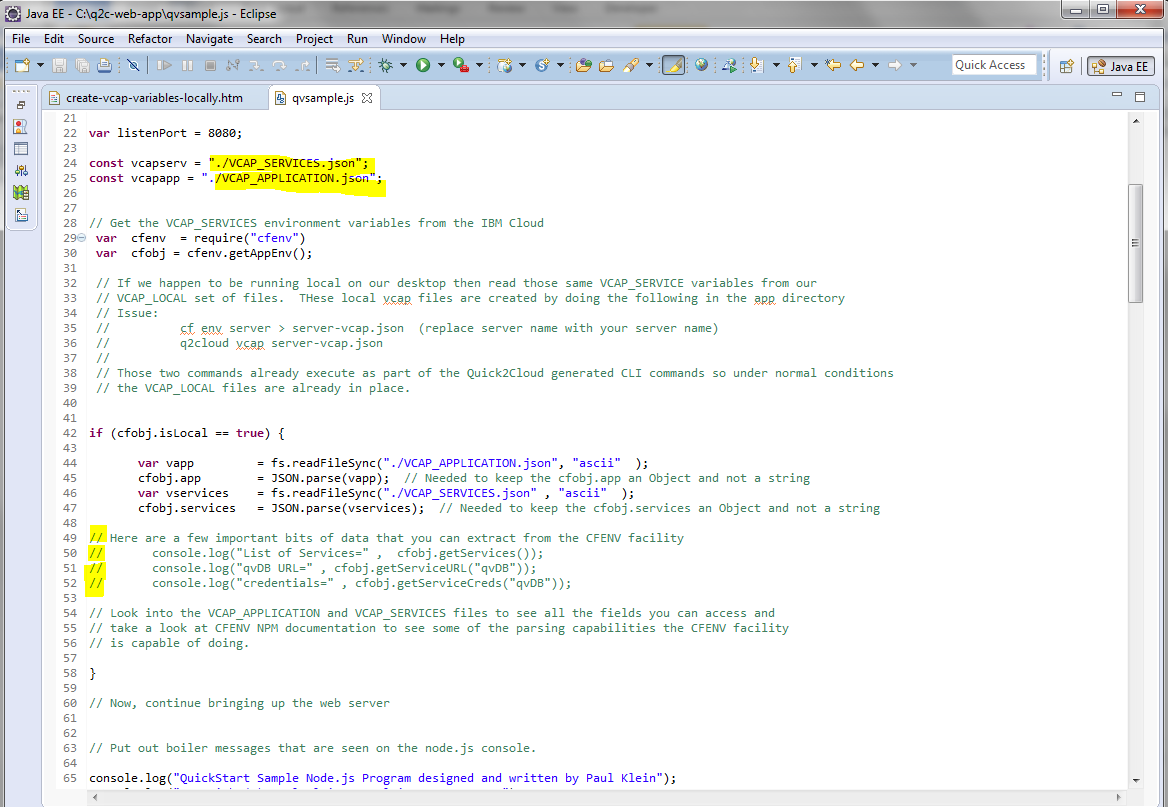 Java EE - C:\q2c-web-app\qvsample.js - Eclipse
File Edit Source Refactor Navigate Search Project Run Window Help
Quick Access
Java EE
create-vcap-variables-locally.htm
qvsample.js
21
22 var listenPort = 8080;
23
24 const vcapserv = "./VCAP_SERVICES.json";
25 const vcapapp = "./VCAP_APPLICATION.json";
26
27
28 // Get the VCAP_SERVICES environment variables from the IBM Cloud
29 var cfenv = require("cfenv")
30 var cfobj = cfenv.getAppEnv();
31
32 // If we happen to be running local on our desktop then read those same VCAP_SERVICE variables from our
33 // VCAP_LOCAL set of files. THese local vcap files are created by doing the following in the app directory
34 // Issue:
35 // cf env server > server-vcap.json (replace server name with your server name)
36 // q2cloud vcap server-vcap.json
37 //
38 // Those two commands already execute as part of the Quick2Cloud generated CLI commands so under normal conditions
39 // the VCAP_LOCAL files are already in place.
40
41
42 if (cfobj.isLocal == true) {
43
44 var vapp = fs.readFileSync("./VCAP_APPLICATION.json", "ascii" );
45 cfobj.app = JSON.parse(vapp); // Needed to keep the cfobj.app an Object and not a string
46 var vservices = fs.readFileSync("./VCAP_SERVICES.json" , "ascii" );
47 cfobj.services = JSON.parse(vservices); // Needed to keep the cfobj.services an Object and not a string
48
49 // Here are a few important bits of data that you can extract from the CFENV facility
50 // console.log("List of Services=" , cfobj.getServices());
51 // console.log("qvDB URL=" , cfobj.getServiceURL("qvDB"));
52 // console.log("credentials=" , cfobj.getServiceCreds("qvDB"));
53
54 // Look into the VCAP_APPLICATION and VCAP_SERVICES files to see all the fields you can access and
55 // take a look at CFENV NPM documentation to see some of the parsing capabilities the CFENV facility
56 // is capable of doing.
57
58 }
59
60 // Now, continue bringing up the web server
61
62
63 // Put out boiler messages that are seen on the node.js console.
64
65 console.log("QuickStart Sample Node.js Program designed and written by Paul Klein");